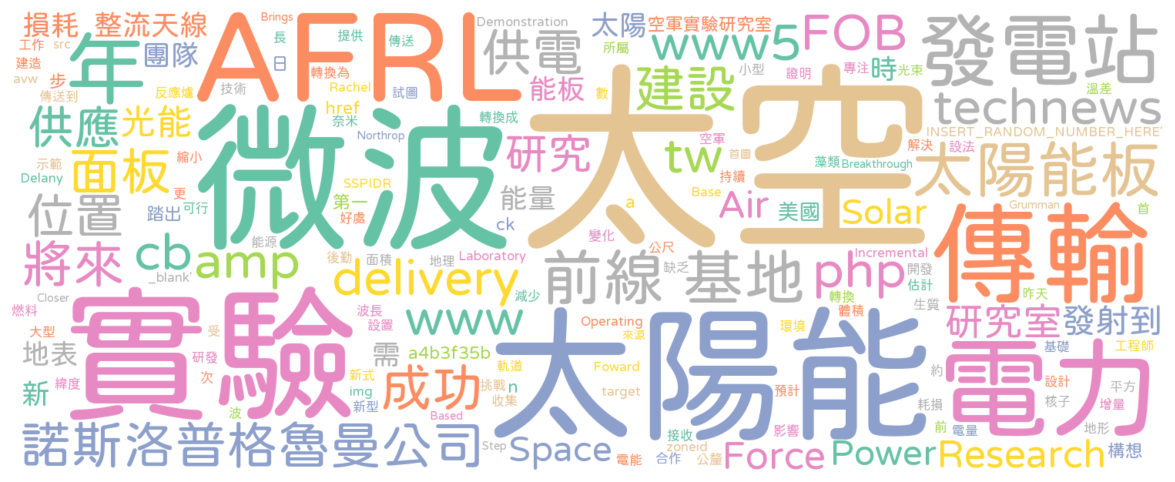 損耗 整流天線
Brings
長 提供 傳送
Demonstration
太陽 空軍實驗研究室
FOB
發電站
工作 src
年
團隊
日
AFRL
供電
所屬
www5
建造 步
轉換為
小型 證明 專注 時 光束
avw
傳送到
反應爐 技術
Rachel
試圖
能板 數
建設
溫差
technews
供應 光能
href
奈米
轉換成
微波
太空
INSERT_RANDOM_NUMBER_HERE
Northrop
研究
空軍
解決 設法
首圖
藻類 Breakthrough
示範 面板 縮小
Delany
更
SSPIDR
tw
持續
太陽能板
Base
位置
踏出 可行
第一
好處
能量
a
Air
美國
Solar
Grumman
首
ck
將來
cb
amp
能源
後勤 面積 地理
Laboratory
變化
公尺
Incremental
傳輸
_blank'
delivery
前線 基地
缺乏
php
開發
估計
Closer
波長
減少
昨天
生質
燃料
設置
www
轉換 體積
大型
實驗
受
Operating
來源
環境
研究室 發射到
地表
研發
需
a4b3f35b
太陽能
軌道
Foward
基礎 工程師
新
緯度 次
新式
成功
挑戰
n
target
預計
約
電力
設計
平方
img
新型
收集
耗損
核子 增量
波
Based
影響
前 電量 地形
諾斯洛普格魯曼公司
Step
Space
接收
zoneid
電能 合作 公釐
Force
Power
Research
構想